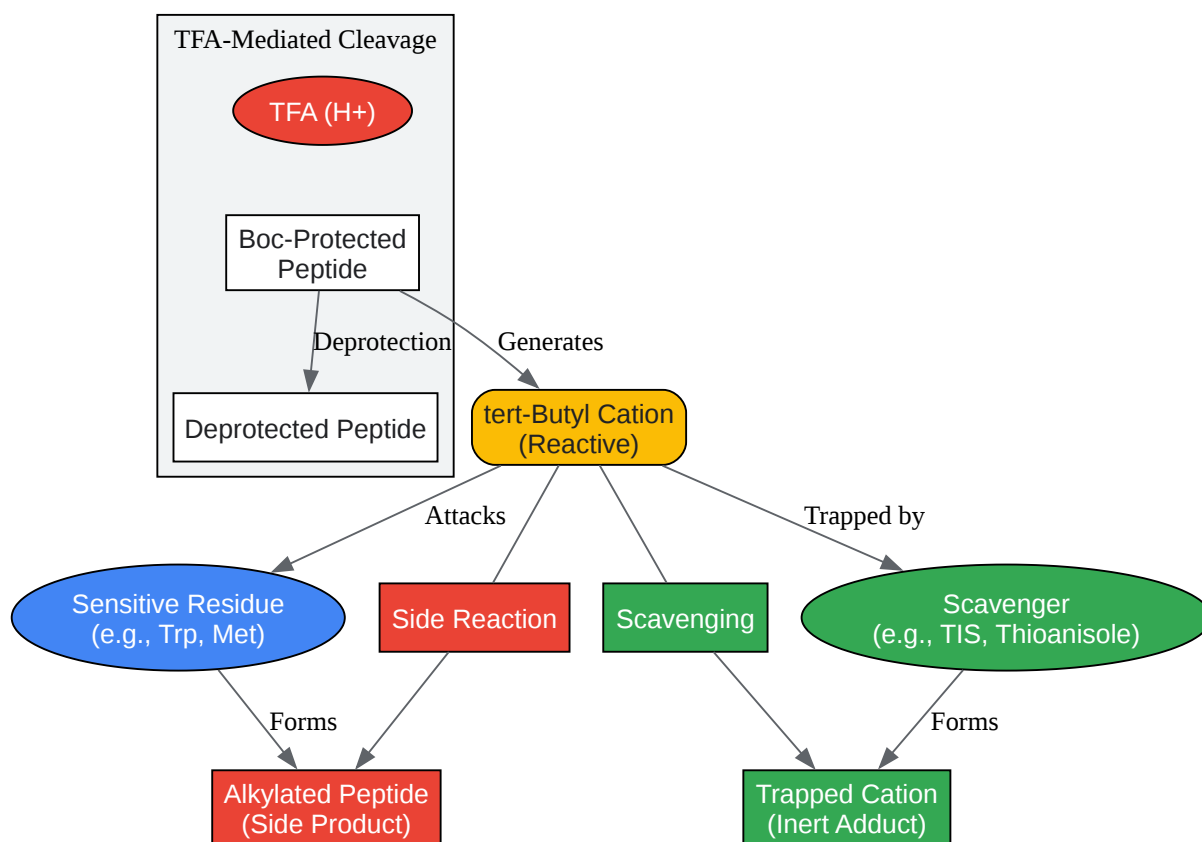 TFA-Mediated Cleavage
TFA (H+)
Boc-Protected
Peptide
Deprotection
Generates
Deprotected Peptide
tert-Butyl Cation
(Reactive)
Attacks
Trapped by
Sensitive Residue
(e.g., Trp, Met)
Side Reaction
Scavenging
Scavenger
(e.g., TIS, Thioanisole)
Forms
Forms
Alkylated Peptide
(Side Product)
Trapped Cation
(Inert Adduct)